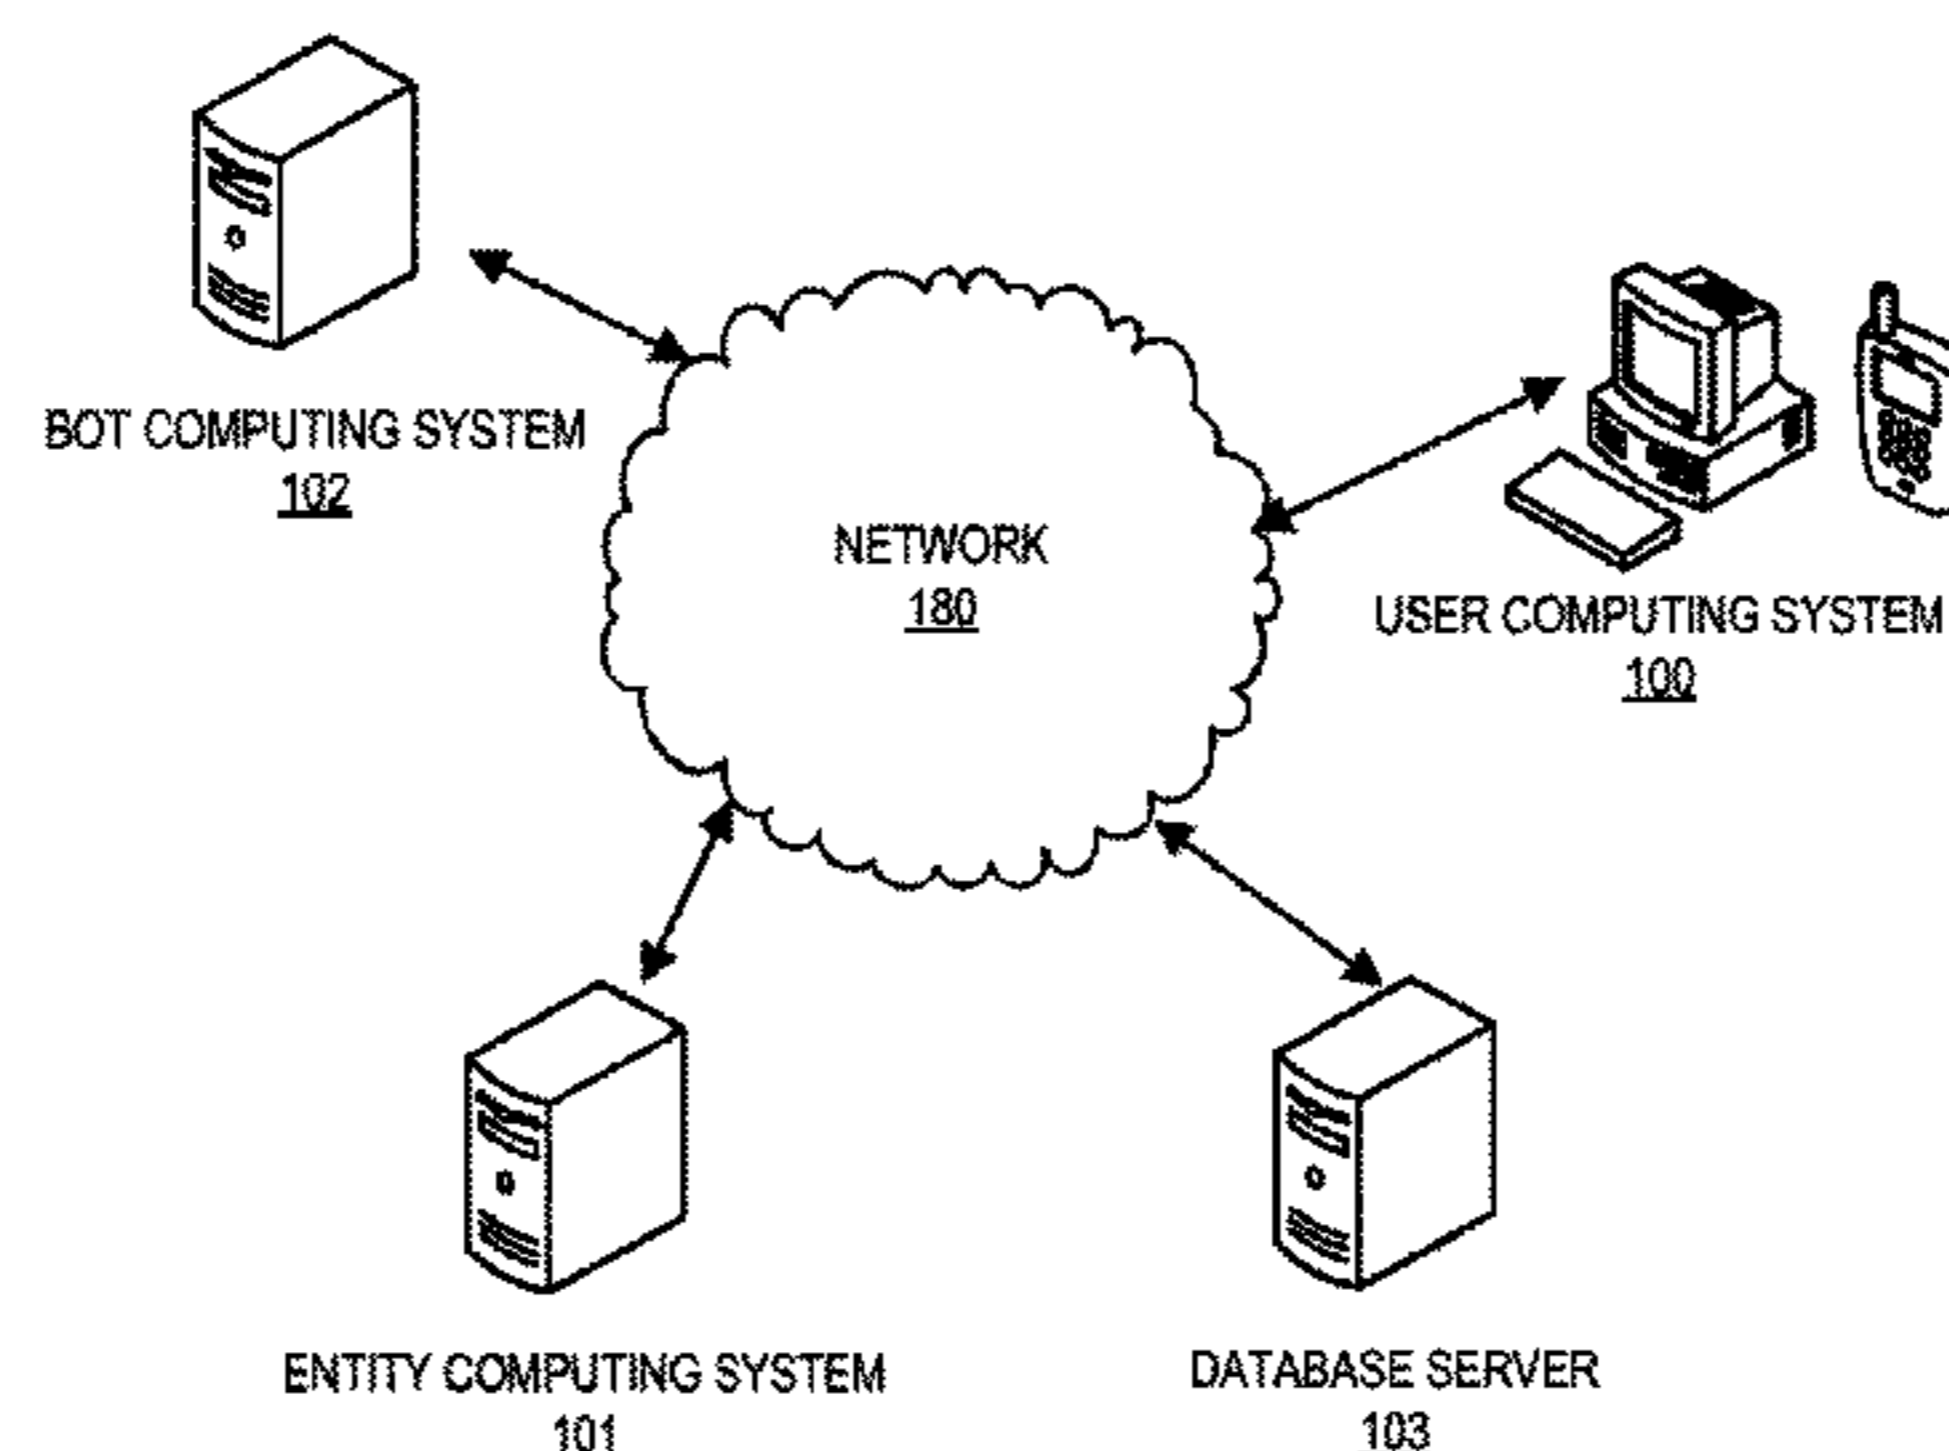 BOT COMPUTING SYSTEM
102
NETWORK
180
USER COMPUTING SYSTEM
100
ENTITY COMPUTING SYSTEM
101
DATABASE SERVER
103